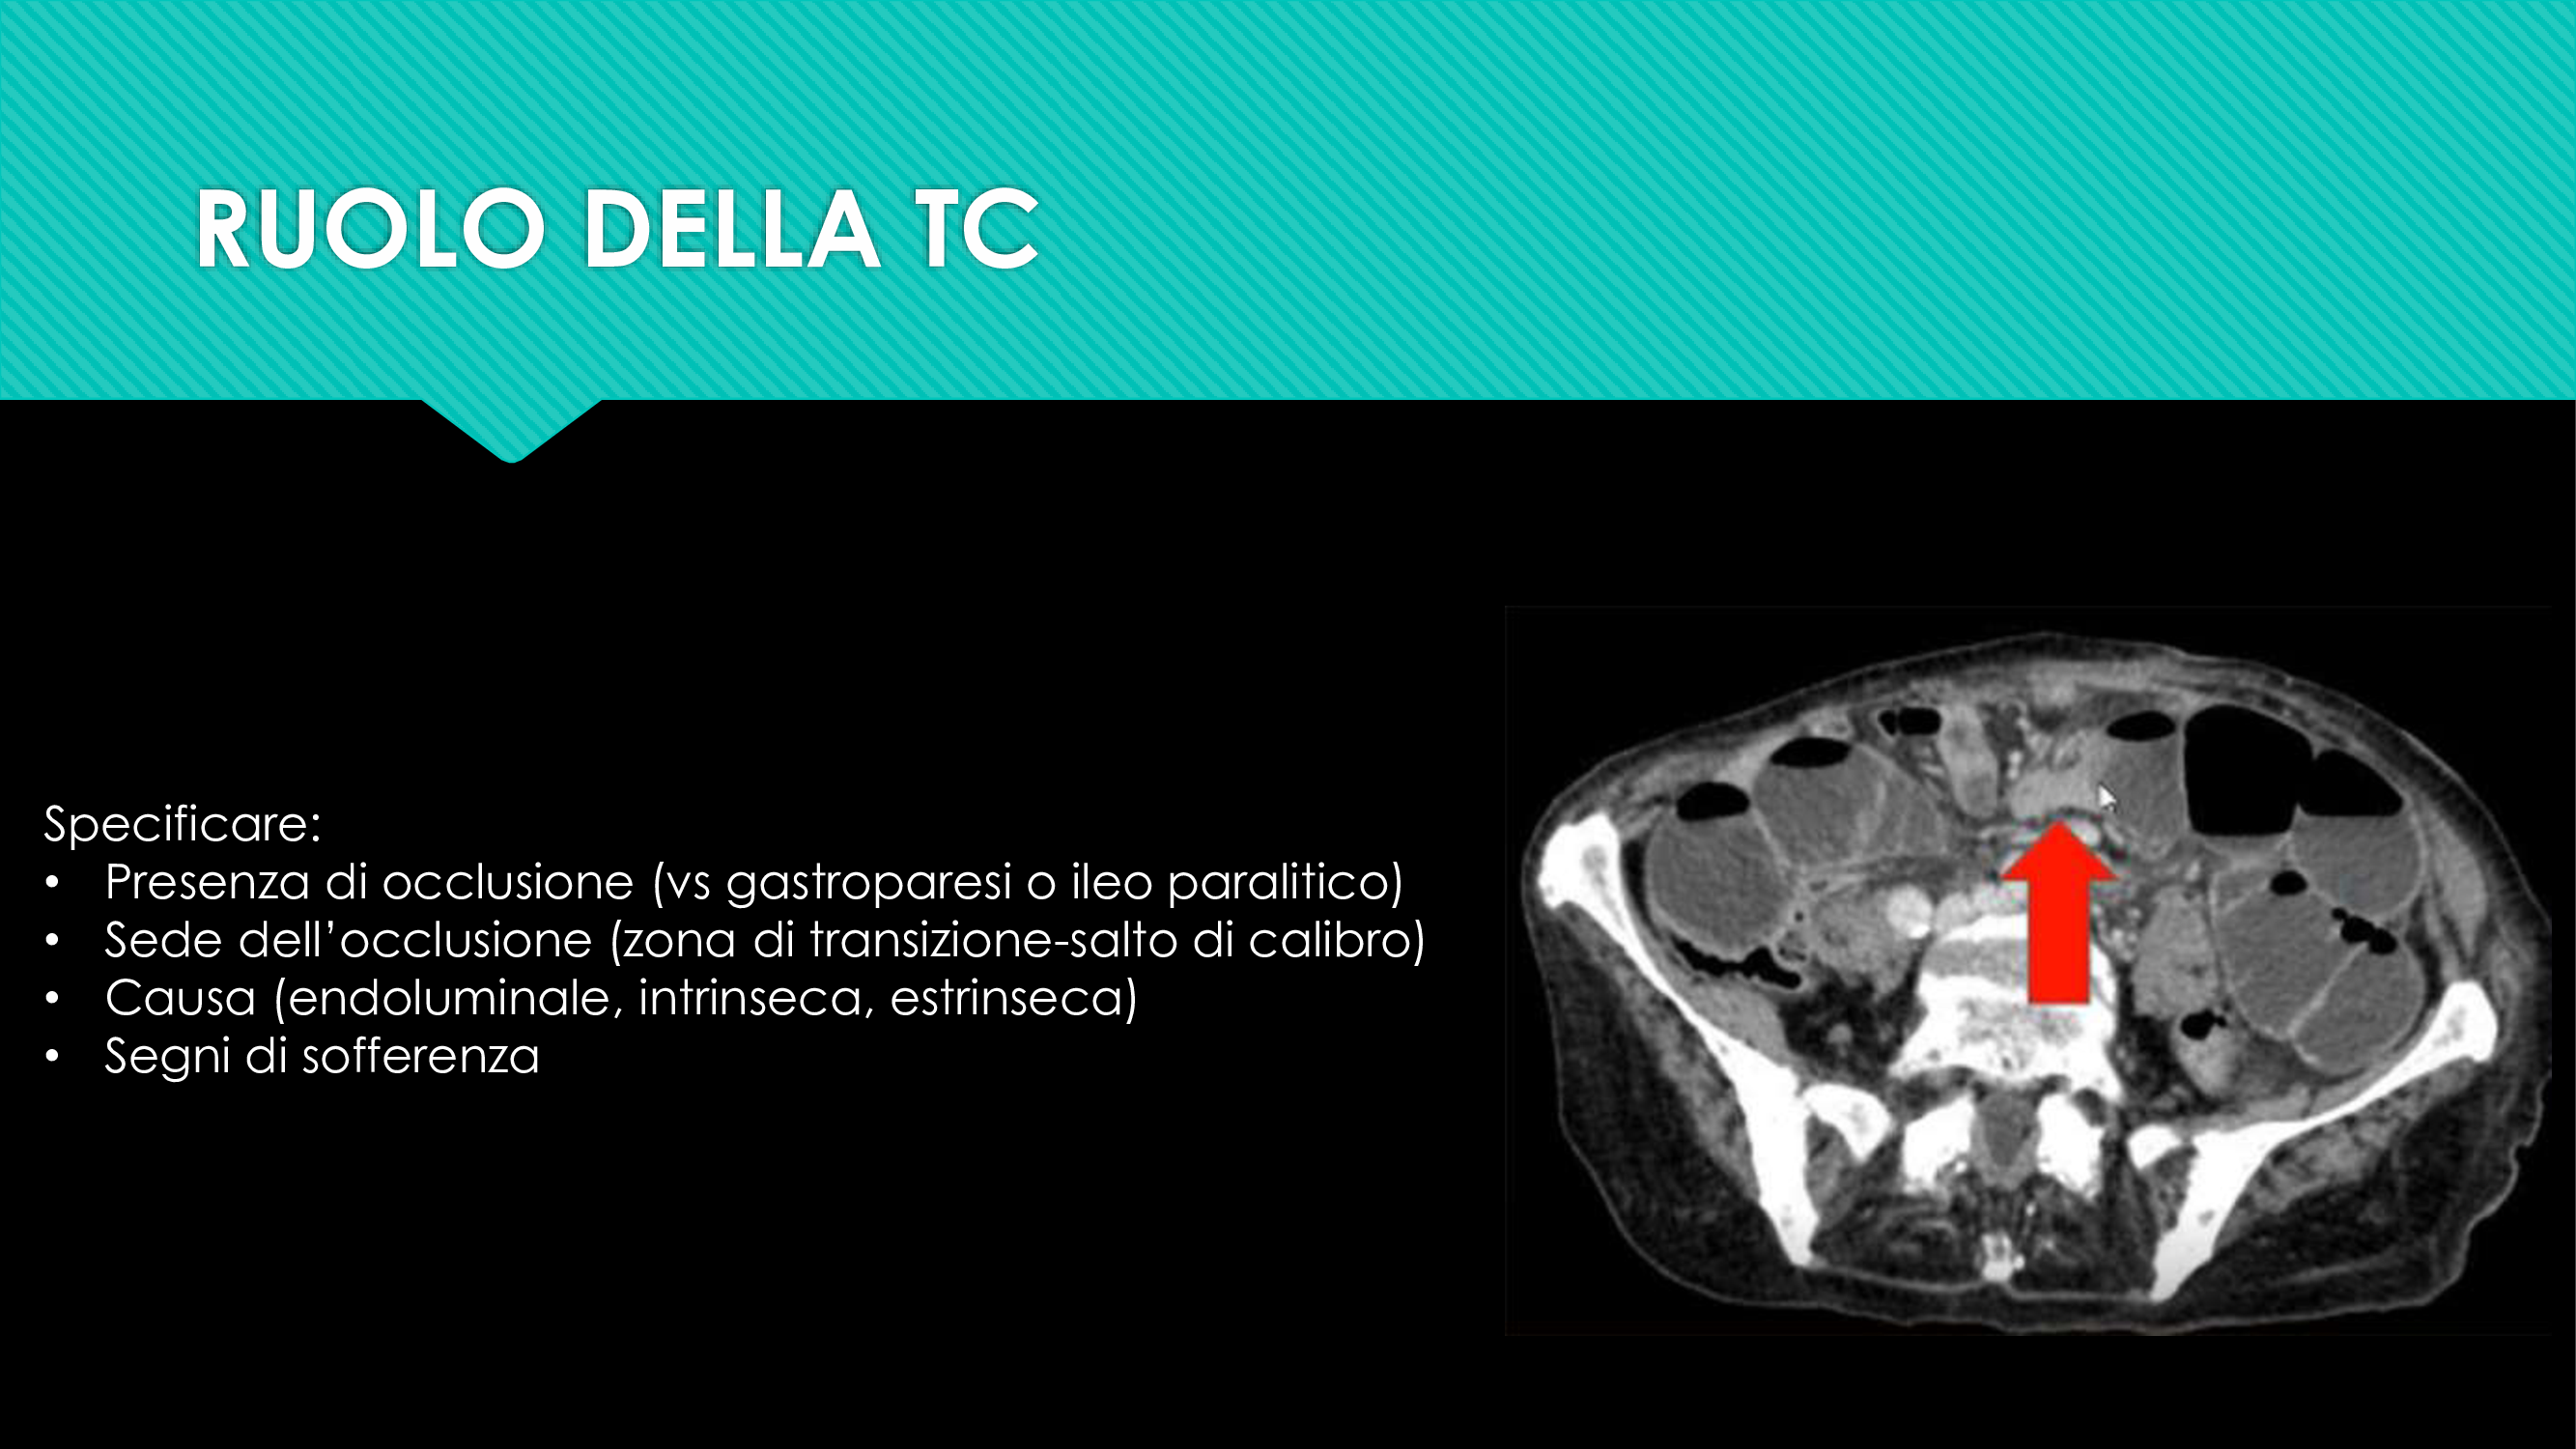 RUOLO DELLA TC
Specificare:
• Presenza di occlusione (vs gastroparesi o ileo paralitico)
• Sede dell’occlusione (zona di transizione-salto di calibro)
• Causa (endoluminale, intrinseca, estrinseca)
• Segni di sofferenza